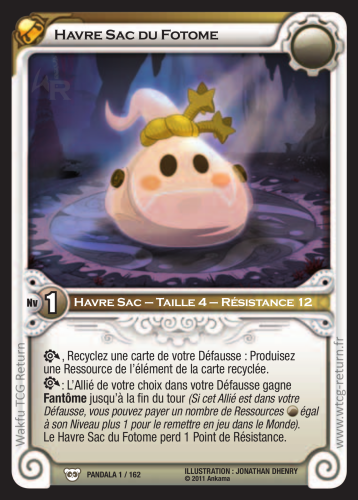 Havre Sac du Fotome
Nv 1 Havre Sac – Taille 4 – Résistance 12
, Recyclez une carte de votre Défausse : Produisez
une Ressource de l'élément de la carte recyclée.
: L'Allié de votre choix dans votre Défausse gagne
Fantôme jusqu'à la fin du tour (Si cet Allié est dans votre
Défausse, vous pouvez payer un nombre de Ressources égal
à son Niveau plus 1 pour le remettre en jeu dans le Monde).
Le Havre Sac du Fotome perd 1 Point de Résistance.
PANDALA 1 / 162
ILLUSTRATION : JONATHAN DHENRY
© 2011 Ankama
Wakfu TCG Return
http://www.wtcg-return.fr